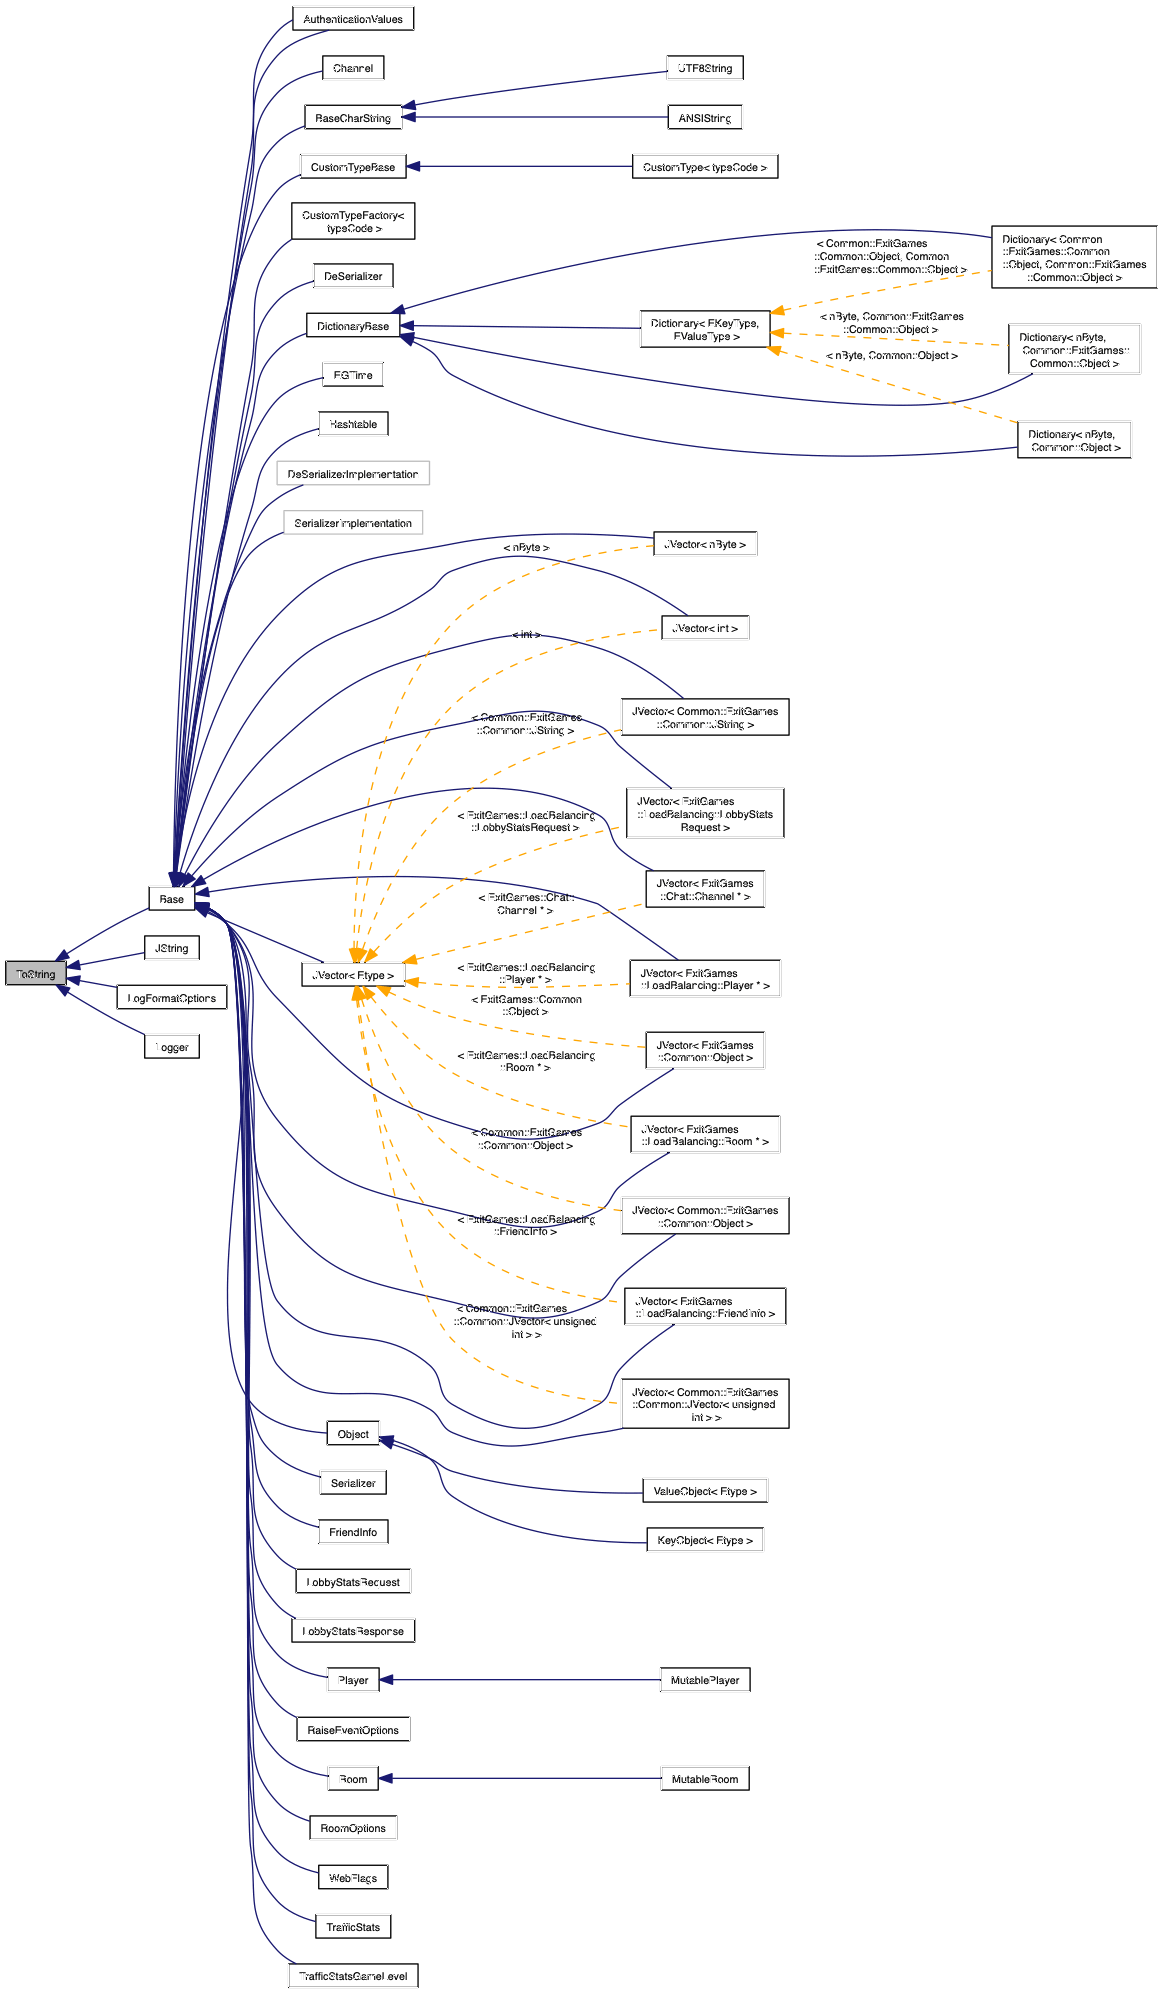 AuthenticationValues
Channel
BaseCharString
UTF8String
ANSIString
CustomTypeBase
CustomType< typeCode >
CustomTypeFactory<
typeCode >
DeSerializer
DictionaryBase
< Common::ExitGames
::Common::Object, Common
::ExitGames::Common::Object >
Dictionary< Common
::ExitGames::Common
::Object, Common::ExitGames
::Common::Object >
Dictionary< EKeyType,
EValueType >
< nByte, Common::ExitGames
::Common::Object >
Dictionary< nByte,
Common::ExitGames::
Common::Object >
< nByte, Common::Object >
Dictionary< nByte,
Common::Object >
EGTime
Hashtable
DeSerializerImplementation
SerializerImplementation
< nByte >
JVector< nByte >
< int >
JVector< int >
< Common::ExitGames
::Common::JString >
JVector< Common::ExitGames
::Common::JString >
< ExitGames::LoadBalancing
::LobbyStatsRequest >
JVector< ExitGames
::LoadBalancing::LobbyStats
Request >
< ExitGames::Chat::
Channel * >
JVector< ExitGames
::Chat::Channel * >
Base
JString
ToString
LogFormatOptions
Logger
JVector< Etype >
< ExitGames::LoadBalancing
::Player * >
JVector< ExitGames
::LoadBalancing::Player * >
< ExitGames::Common
::Object >
JVector< ExitGames
::Common::Object >
< ExitGames::LoadBalancing
::Room * >
JVector< ExitGames
::LoadBalancing::Room * >
< Common::ExitGames
::Common::Object >
JVector< Common::ExitGames
::Common::Object >
< ExitGames::LoadBalancing
::FriendInfo >
JVector< ExitGames
::LoadBalancing::FriendInfo >
< Common::ExitGames
::Common::JVector< unsigned
int > >
JVector< Common::ExitGames
::Common::JVector< unsigned
int > >
Object
ValueObject< Etype >
KeyObject< Etype >
Serializer
FriendInfo
LobbyStatsRequest
LobbyStatsResponse
Player
MutablePlayer
RaiseEventOptions
Room
MutableRoom
RoomOptions
WebFlags
TrafficStats
TrafficStatsGameLevel